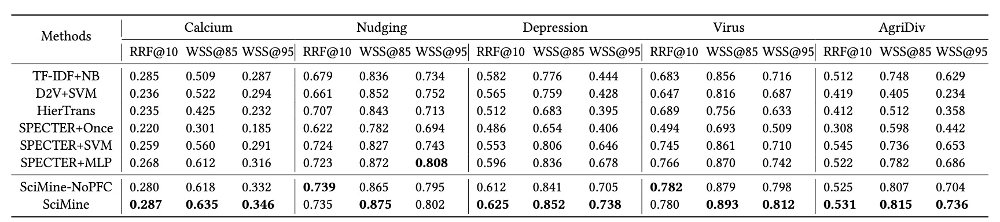 Methods Calcium Nudging Depression Virus AgriDiv
RRF@10 WSS@85 WSS@95 RRF@10 WSS@85 WSS@95 RRF@10 WSS@85 WSS@95 RRF@10 WSS@85 WSS@95 RRF@10 WSS@85 WSS@95
TF-IDF+NB 0.285 0.509 0.287 0.679 0.836 0.734 0.582 0.776 0.444 0.683 0.856 0.716 0.512 0.748 0.629
D2V+SVM 0.236 0.522 0.294 0.661 0.852 0.752 0.565 0.759 0.428 0.647 0.816 0.687 0.419 0.405 0.234
HierTrans 0.235 0.425 0.232 0.707 0.843 0.713 0.512 0.683 0.395 0.689 0.756 0.633 0.412 0.512 0.358
SPECTER+Once 0.220 0.301 0.185 0.622 0.782 0.694 0.486 0.654 0.406 0.494 0.693 0.509 0.308 0.598 0.442
SPECTER+SVM 0.259 0.560 0.291 0.724 0.827 0.743 0.553 0.806 0.646 0.745 0.861 0.710 0.545 0.736 0.653
SPECTER+MLP 0.268 0.612 0.316 0.723 0.872 0.808 0.596 0.836 0.678 0.766 0.870 0.742 0.522 0.782 0.686
SciMine-NoPFC 0.280 0.618 0.332 0.739 0.865 0.795 0.612 0.841 0.705 0.782 0.879 0.798 0.525 0.807 0.704
SciMine 0.287 0.635 0.346 0.735 0.875 0.802 0.625 0.852 0.738 0.780 0.893 0.812 0.531 0.815 0.736